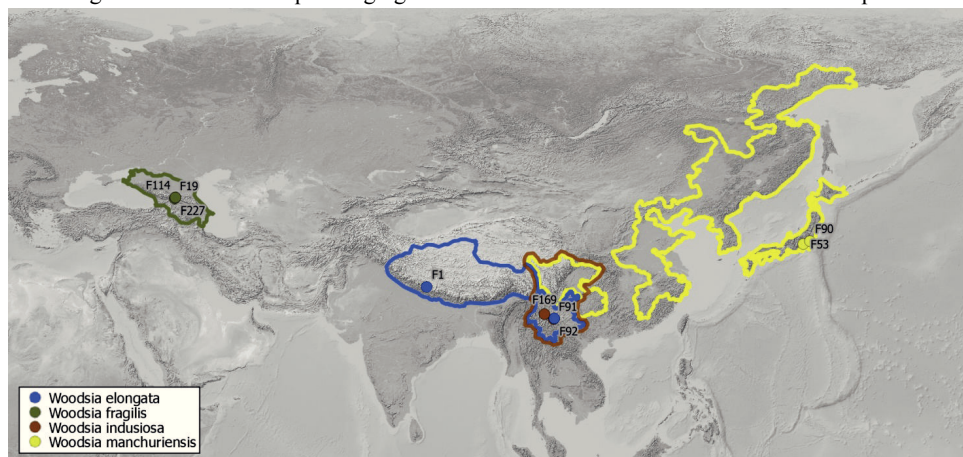 F114 F19
F227
F1
F169 F91
F92
F90
F53
Woodsia elongata
Woodsia fragilis
Woodsia indusiosa
Woodsia manchuriensis